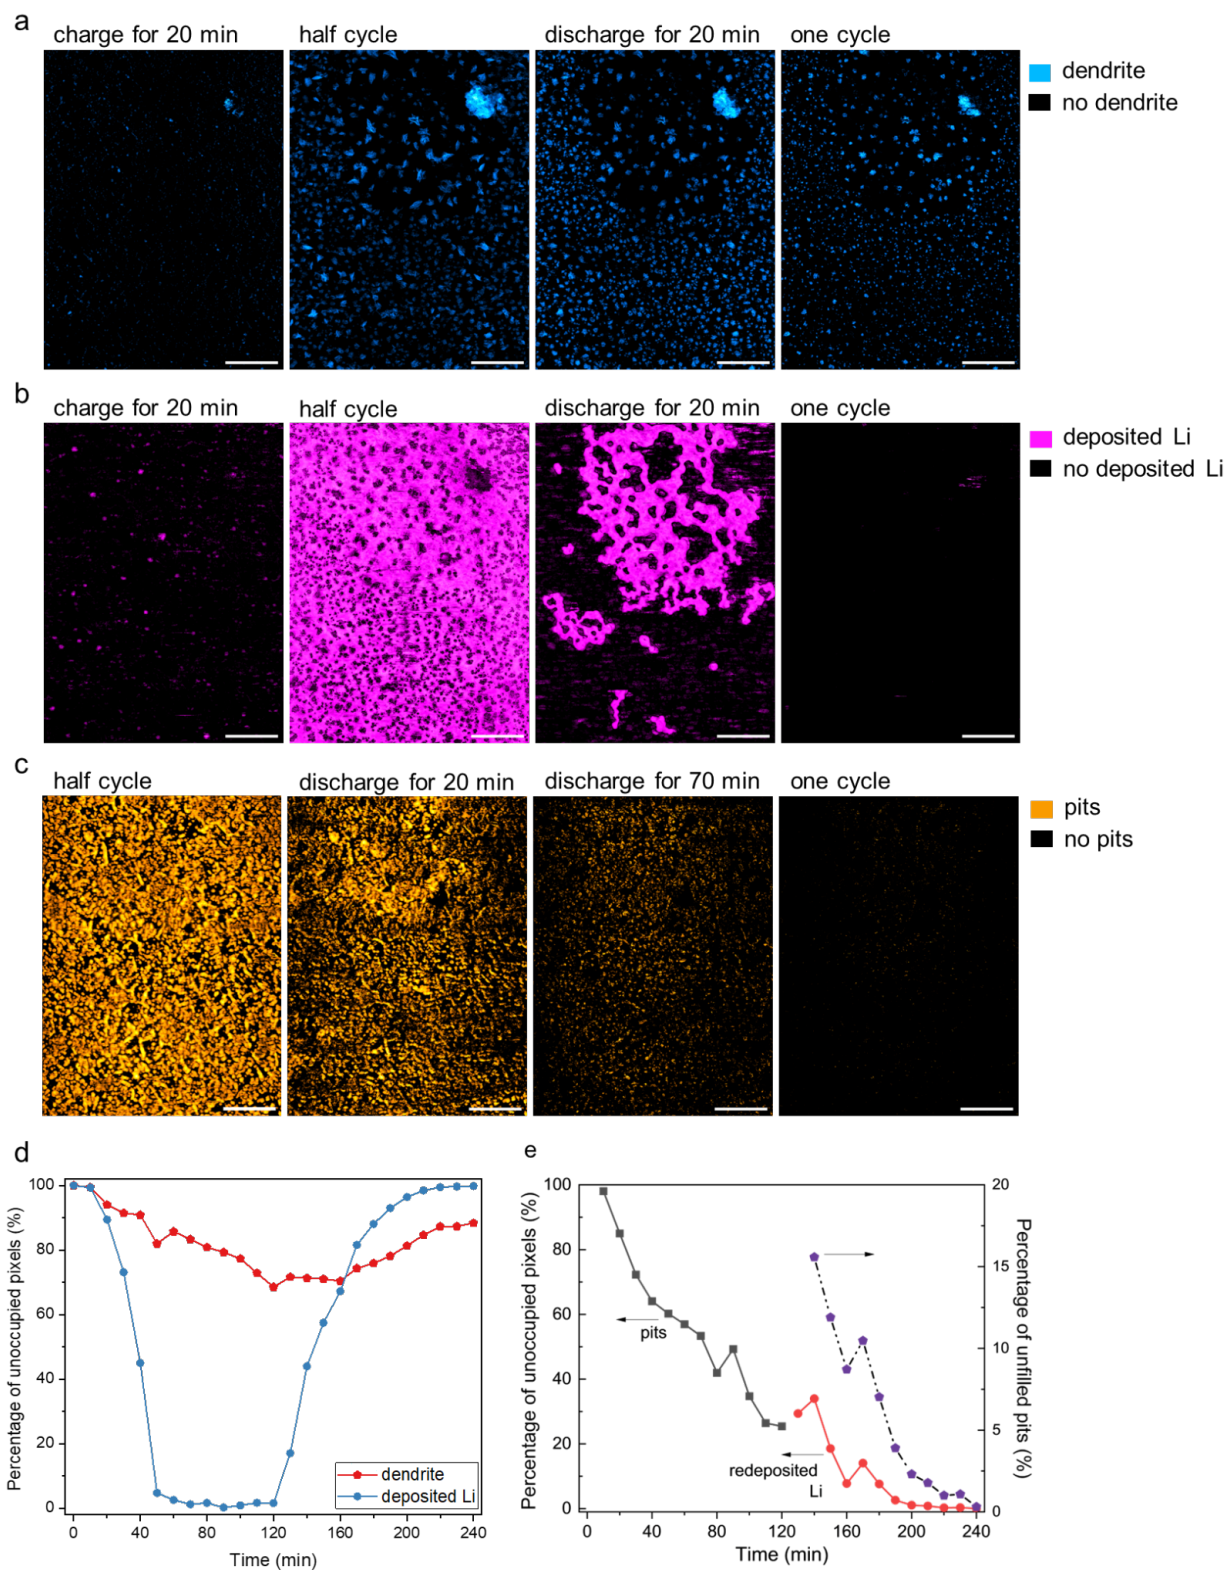 a
charge for 20 min
half cycle
discharge for 20 min
one cycle
dendrite
no dendrite
b
charge for 20 min
half cycle
discharge for 20 min
one cycle
deposited Li
no deposited Li
c
half cycle
discharge for 20 min
discharge for 70 min
one cycle
pits
no pits
d
Percentage of unoccupied pixels (%)
100
80
60
40
20
0
0
40
80
120
160
200
240
Time (min)
dendrite
deposited Li
e
Percentage of unoccupied pixels (%)
100
80
60
40
20
0
0
40
80
120
160
200
240
Time (min)
pits
redeposited
Li
20
15
10
5
0
Percentage of unfilled pits (%)